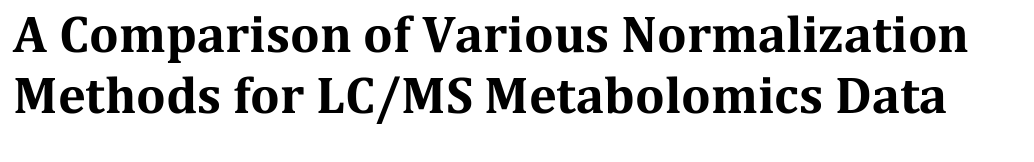 A Comparison of Various Normalization
Methods for LC/MS Metabolomics Data